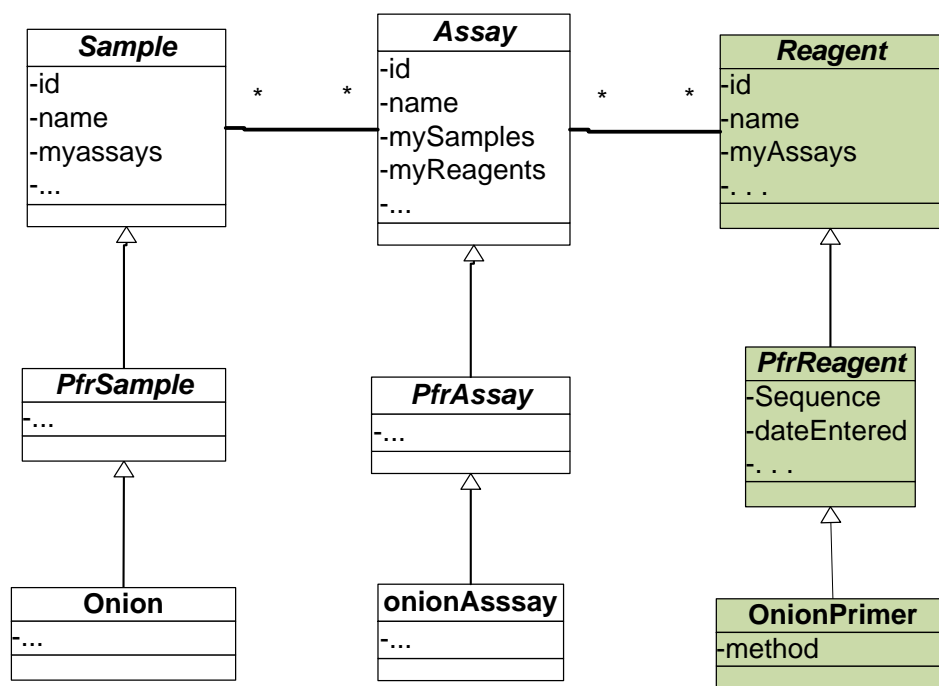 Sample
-id
-name
-myassays
-...
* *
Assay
-id
-name
-mySamples
-myReagents
-...
* *
Reagent
-id
-name
-myAssays
-. . .
PfrSample
-...
PfrAssay
-...
PfrReagent
-Sequence
-dateEntered
-. . .
Onion
-...
onionAsssay
-...
OnionPrimer
-method